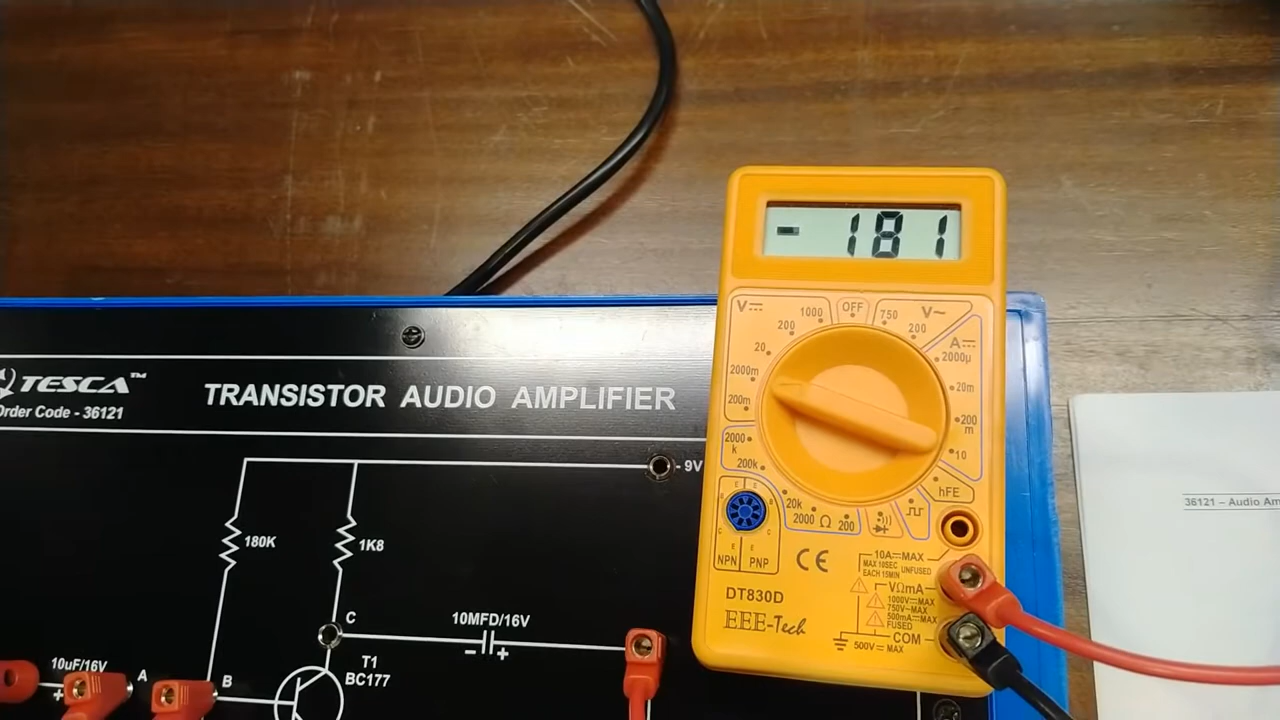 - 181
V⎓ 1000 OFF 750 V~
200 200
20 A⎓
2000m 2000µ
200m 20m
200
m
2000
k
200k 10
20k hFE
2000 Ω 200
NPN PNP
CE
10A⎓MAX
MAX 10SEC UNFUSED
EACH 15MIN
VΩmA
1000V⎓MAX
750V~MAX
500mA⎓MAX
FUSED
COM
500V⎓ MAX
DT830D
EEE-Tech
TESCA™
Order Code - 36121
TRANSISTOR AUDIO AMPLIFIER
- 9V
180K
1K8
C
10MFD/16V
- +
T1
BC177
10uF/16V
+
A
B
36121 – Audio Am